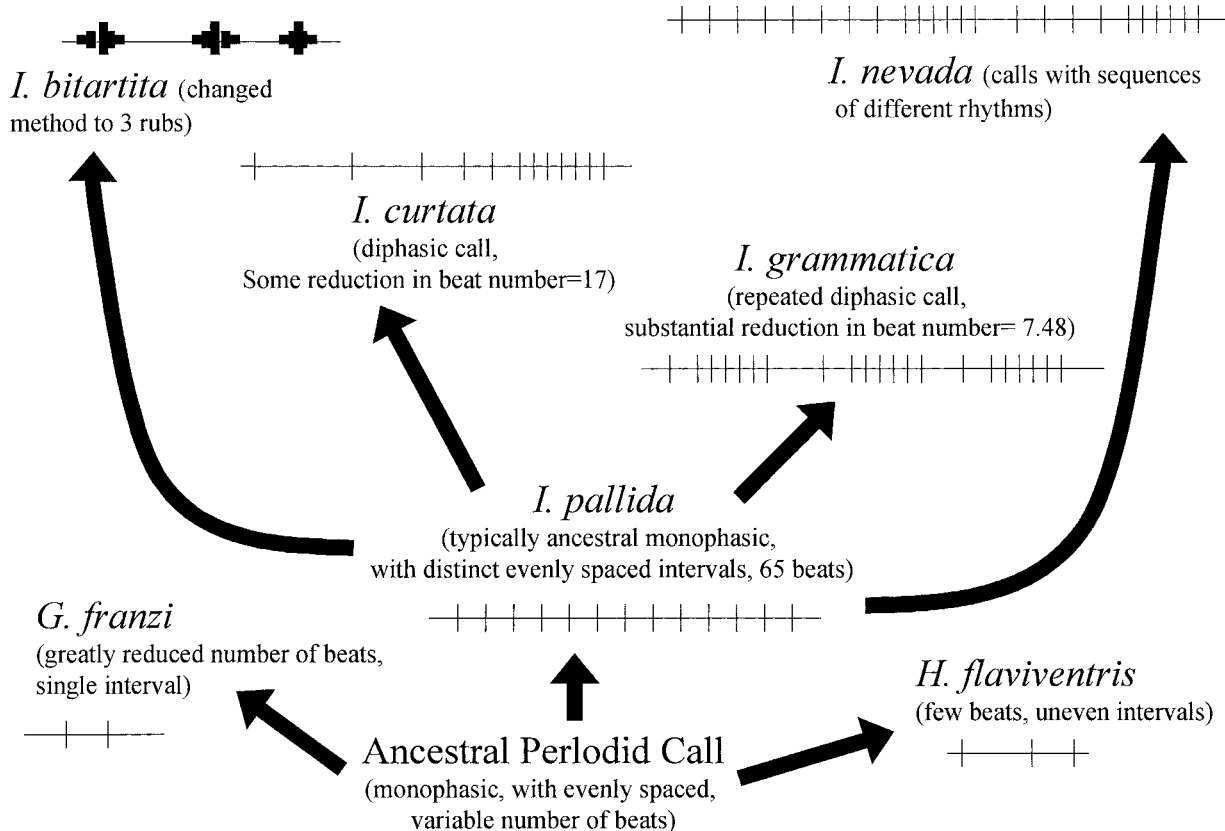 I. bitartita (changed
method to 3 rubs)
I. nevada (calls with sequences
of different rhythms)
I. curtata
(diphasic call,
Some reduction in beat number=17)
I. grammatica
(repeated diphasic call,
substantial reduction in beat number= 7.48)
I. pallida
(typically ancestral monophasic,
with distinct evenly spaced intervals, 65 beats)
G. franzi
(greatly reduced number of beats,
single interval)
H. flaviventris
(few beats, uneven intervals)
Ancestral Perlodid Call
(monophasic, with evenly spaced,
variable number of beats)